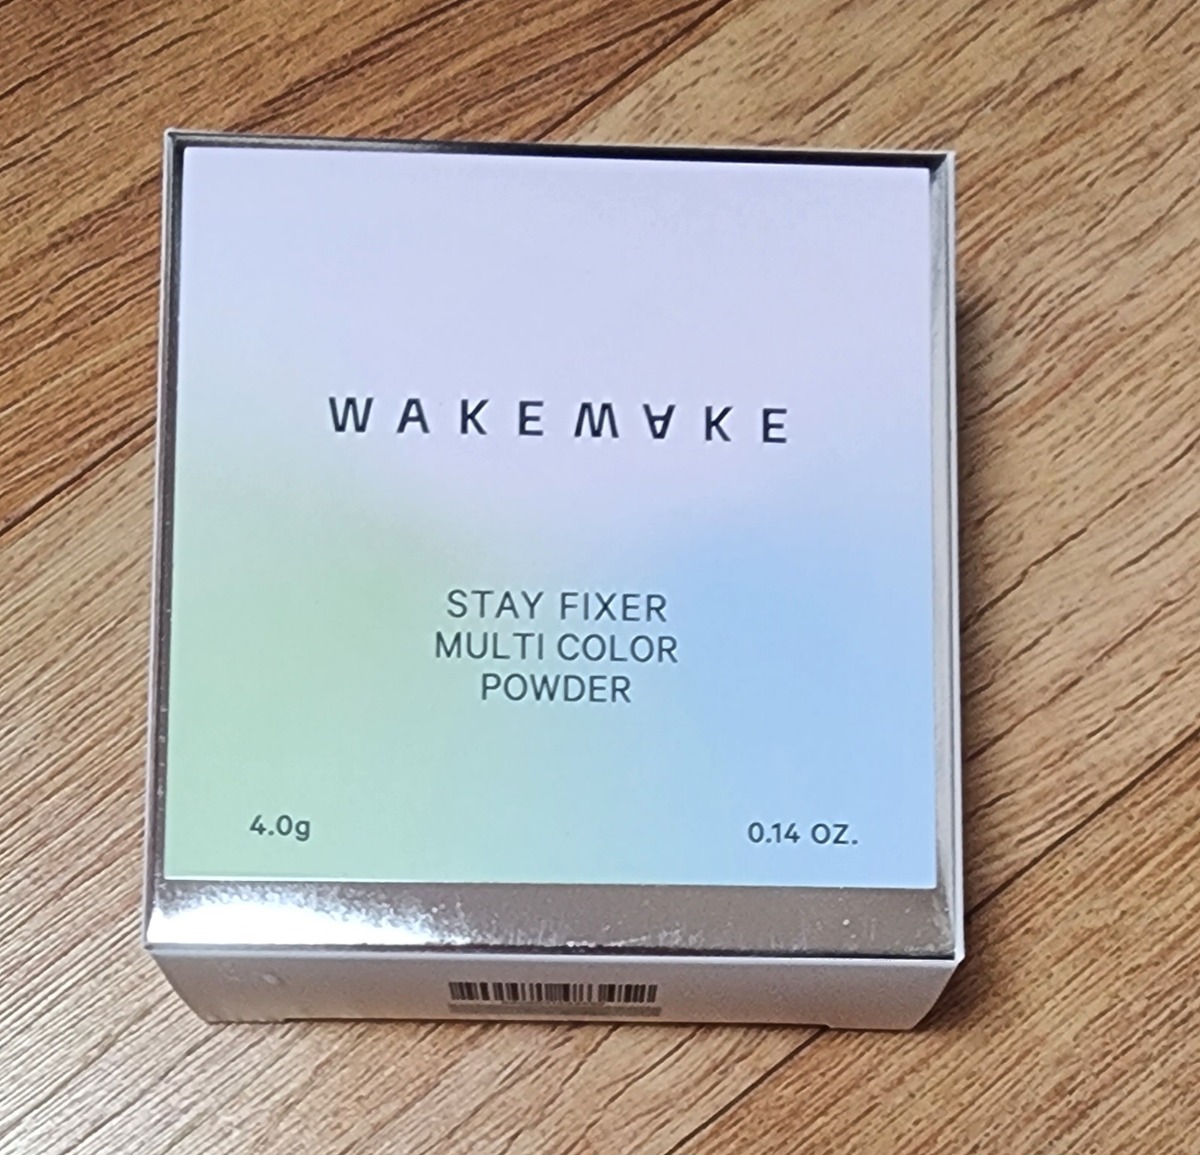 WAKEMAKE
STAY FIXER
MULTI COLOR
POWDER
4.0g 0.14 OZ.